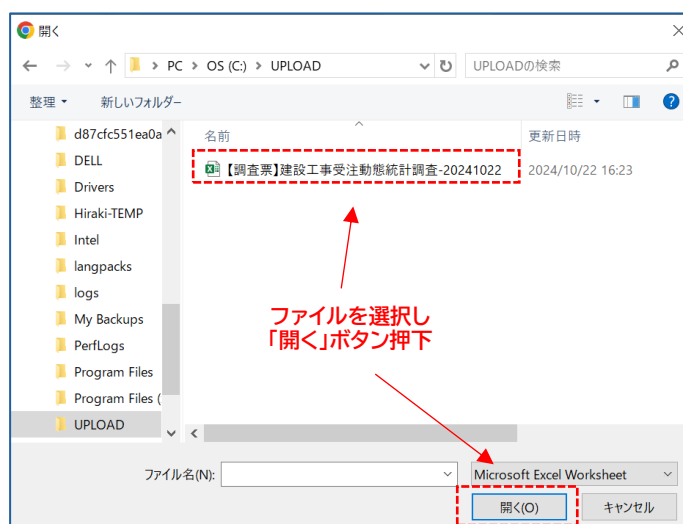 開く
PC > OS (C:) > UPLOAD
UPLOADの検索
整理
新しいフォルダー
d87cfc551ea0a
名前
更新日時
DELL
【調査票】建設工事受注動態統計調査-20241022
2024/10/22 16:23
Drivers
Hiraki-TEMP
Intel
langpacks
logs
My Backups
PerfLogs
Program Files
Program Files (
UPLOAD
ファイルを選択し
「開く」ボタン押下
ファイル名(N):
Microsoft Excel Worksheet
開く(O)
キャンセル